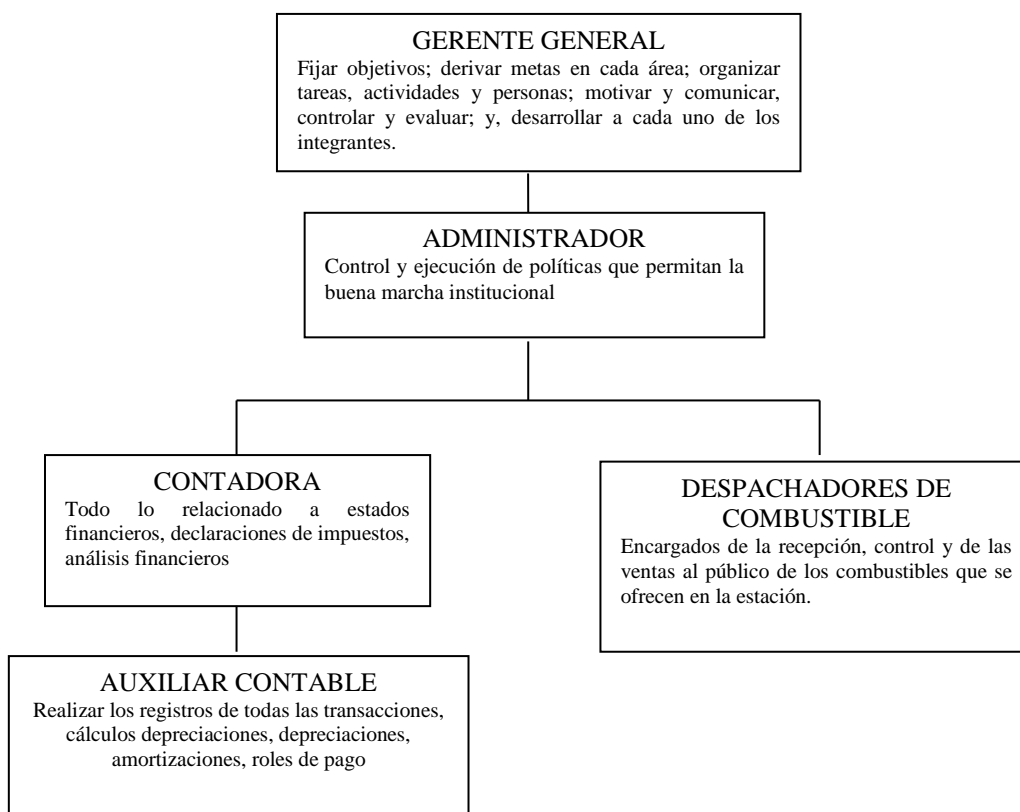 GERENTE GENERAL
Fijar objetivos; derivar metas en cada área; organizar
tareas, actividades y personas; motivar y comunicar,
controlar y evaluar; y, desarrollar a cada uno de los
integrantes.
ADMINISTRADOR
Control y ejecución de políticas que permitan la
buena marcha institucional
CONTADORA
Todo lo relacionado a estados
financieros, declaraciones de impuestos,
análisis financieros
DESPACHADORES DE
COMBUSTIBLE
Encargados de la recepción, control y de las
ventas al público de los combustibles que se
ofrecen en la estación.
AUXILIAR CONTABLE
Realizar los registros de todas las transacciones,
cálculos depreciaciones, depreciaciones,
amortizaciones, roles de pago